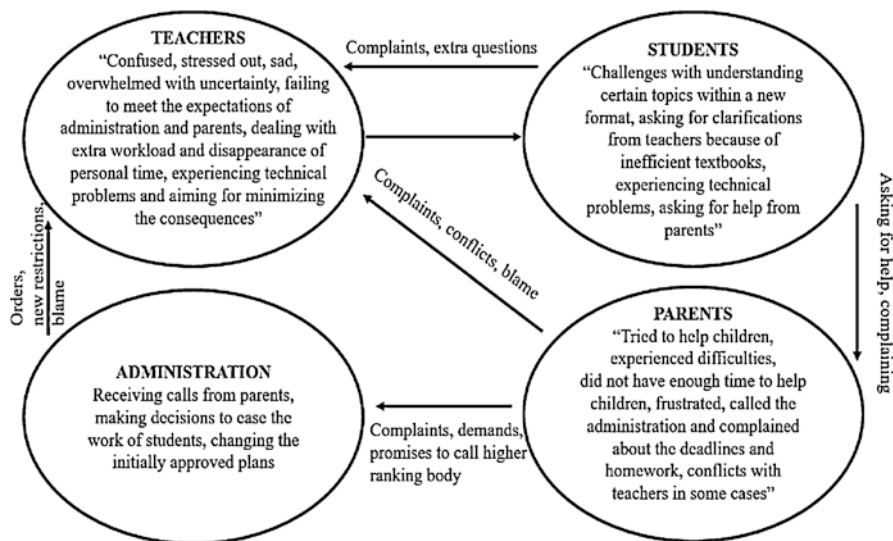 TEACHERS
“Confused, stressed out, sad,
overwhelmed with uncertainty, failing
to meet the expectations of
administration and parents, dealing with
extra workload and disappearance of
personal time, experiencing technical
problems and aiming for minimizing
the consequences”
Complaints, extra questions
STUDENTS
“Challenges with understanding
certain topics within a new
format, asking for clarifications
from teachers because of
inefficient textbooks,
experiencing technical
problems, asking for help from
parents”
Complaints, conflicts, blame
Asking for help, complaining
Orders,
new restrictions,
blame
ADMINISTRATION
Receiving calls from parents,
making decisions to ease the
work of students, changing the
initially approved plans
Complaints, demands,
promises to call higher
ranking body
PARENTS
“Tried to help children,
experienced difficulties,
did not have enough time to help
children, frustrated, called the
administration and complained
about the deadlines and
homework, conflicts with
teachers in some cases”